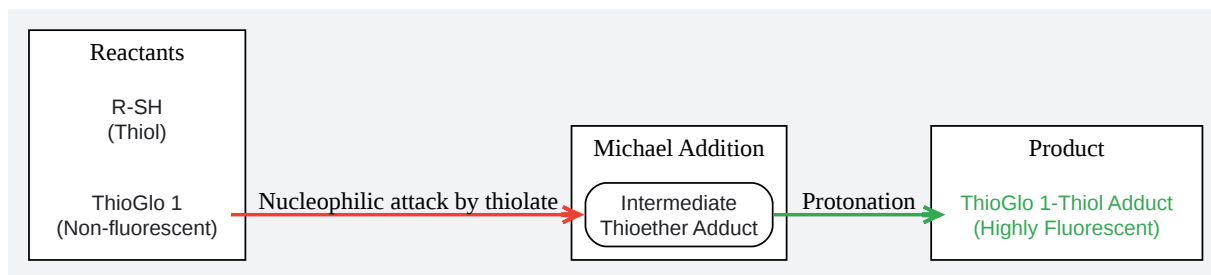 Reactants
R-SH
(Thiol)
ThioGlo 1
(Non-fluorescent)
Nucleophilic attack by thiolate
Michael Addition
Intermediate
Thioether Adduct
Protonation
Product
ThioGlo 1-Thiol Adduct
(Highly Fluorescent)